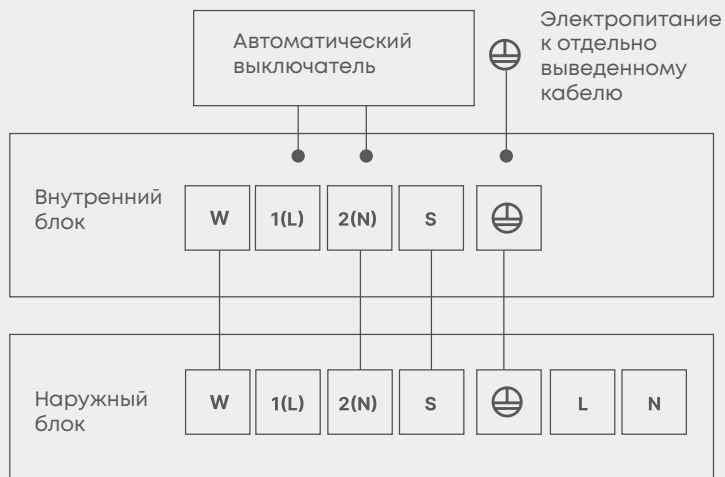 Автоматический
выключатель
Электропитание
к отдельно
выведенному
кабелю
Внутренний
блок
W 1(L) 2(N) S
Наружный
блок
W 1(L) 2(N) S L N